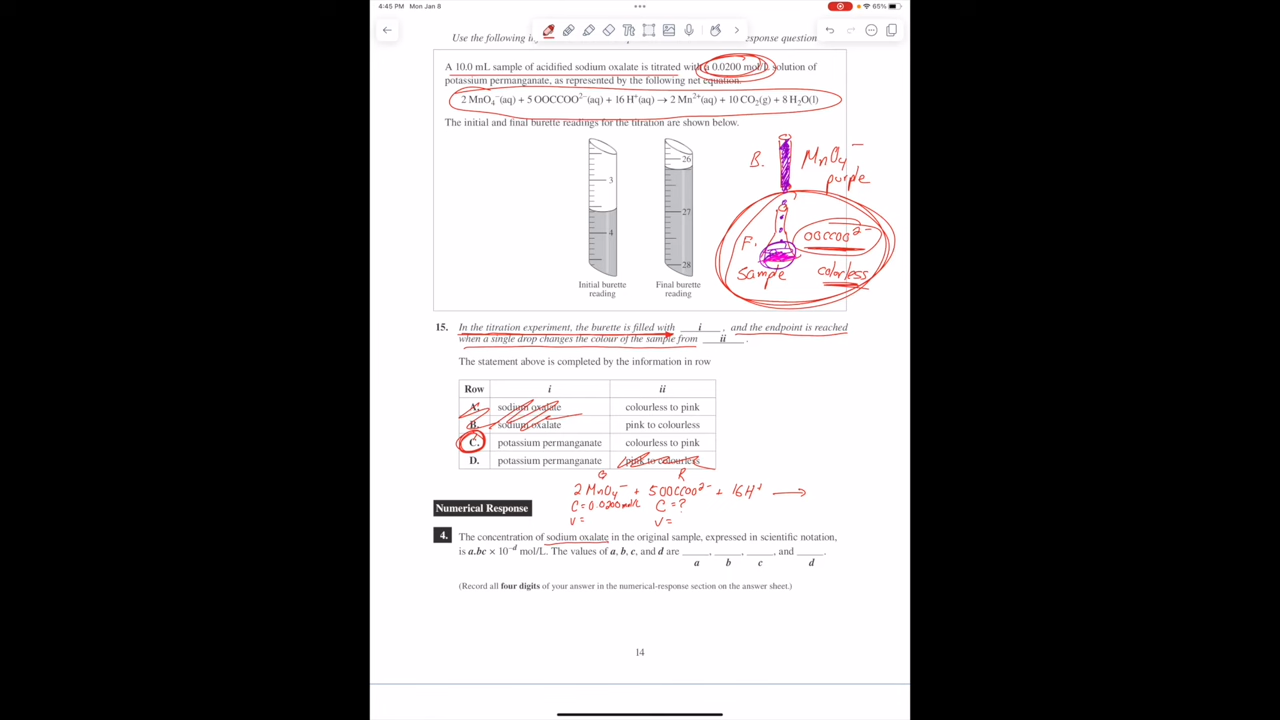 4:45 PM Mon Jan 8
65%
Use the following
response question
A 10.0 mL sample of acidified sodium oxalate is titrated with a 0.0200 mol/L solution of
potassium permanganate, as represented by the following net equation.
2 MnO₄⁻(aq) + 5 OOCCOO²⁻(aq) + 16 H⁺(aq) → 2 Mn²⁺(aq) + 10 CO₂(g) + 8 H₂O(l)
The initial and final burette readings for the titration are shown below.
3
4
26
27
28
Initial burette
reading
Final burette
reading
B.
MnO₄⁻
purple
F.
OOCCOO²⁻
Sample
colorless
15. In the titration experiment, the burette is filled with ___i___, and the endpoint is reached
when a single drop changes the colour of the sample from ___ii___.
The statement above is completed by the information in row
Row i ii
A. sodium oxalate colourless to pink
B. sodium oxalate pink to colourless
C. potassium permanganate colourless to pink
D. potassium permanganate pink to colourless
G R
2 MnO₄⁻ + 5 OOCCOO²⁻ + 16H⁺ →
C = 0.0200 mol/L C = ?
V = V =
Numerical Response
4. The concentration of sodium oxalate in the original sample, expressed in scientific notation,
is a.bc × 10⁻ᵈ mol/L. The values of a, b, c, and d are ____, ____, ____, and ____.
a b c d
(Record all four digits of your answer in the numerical-response section on the answer sheet.)
14